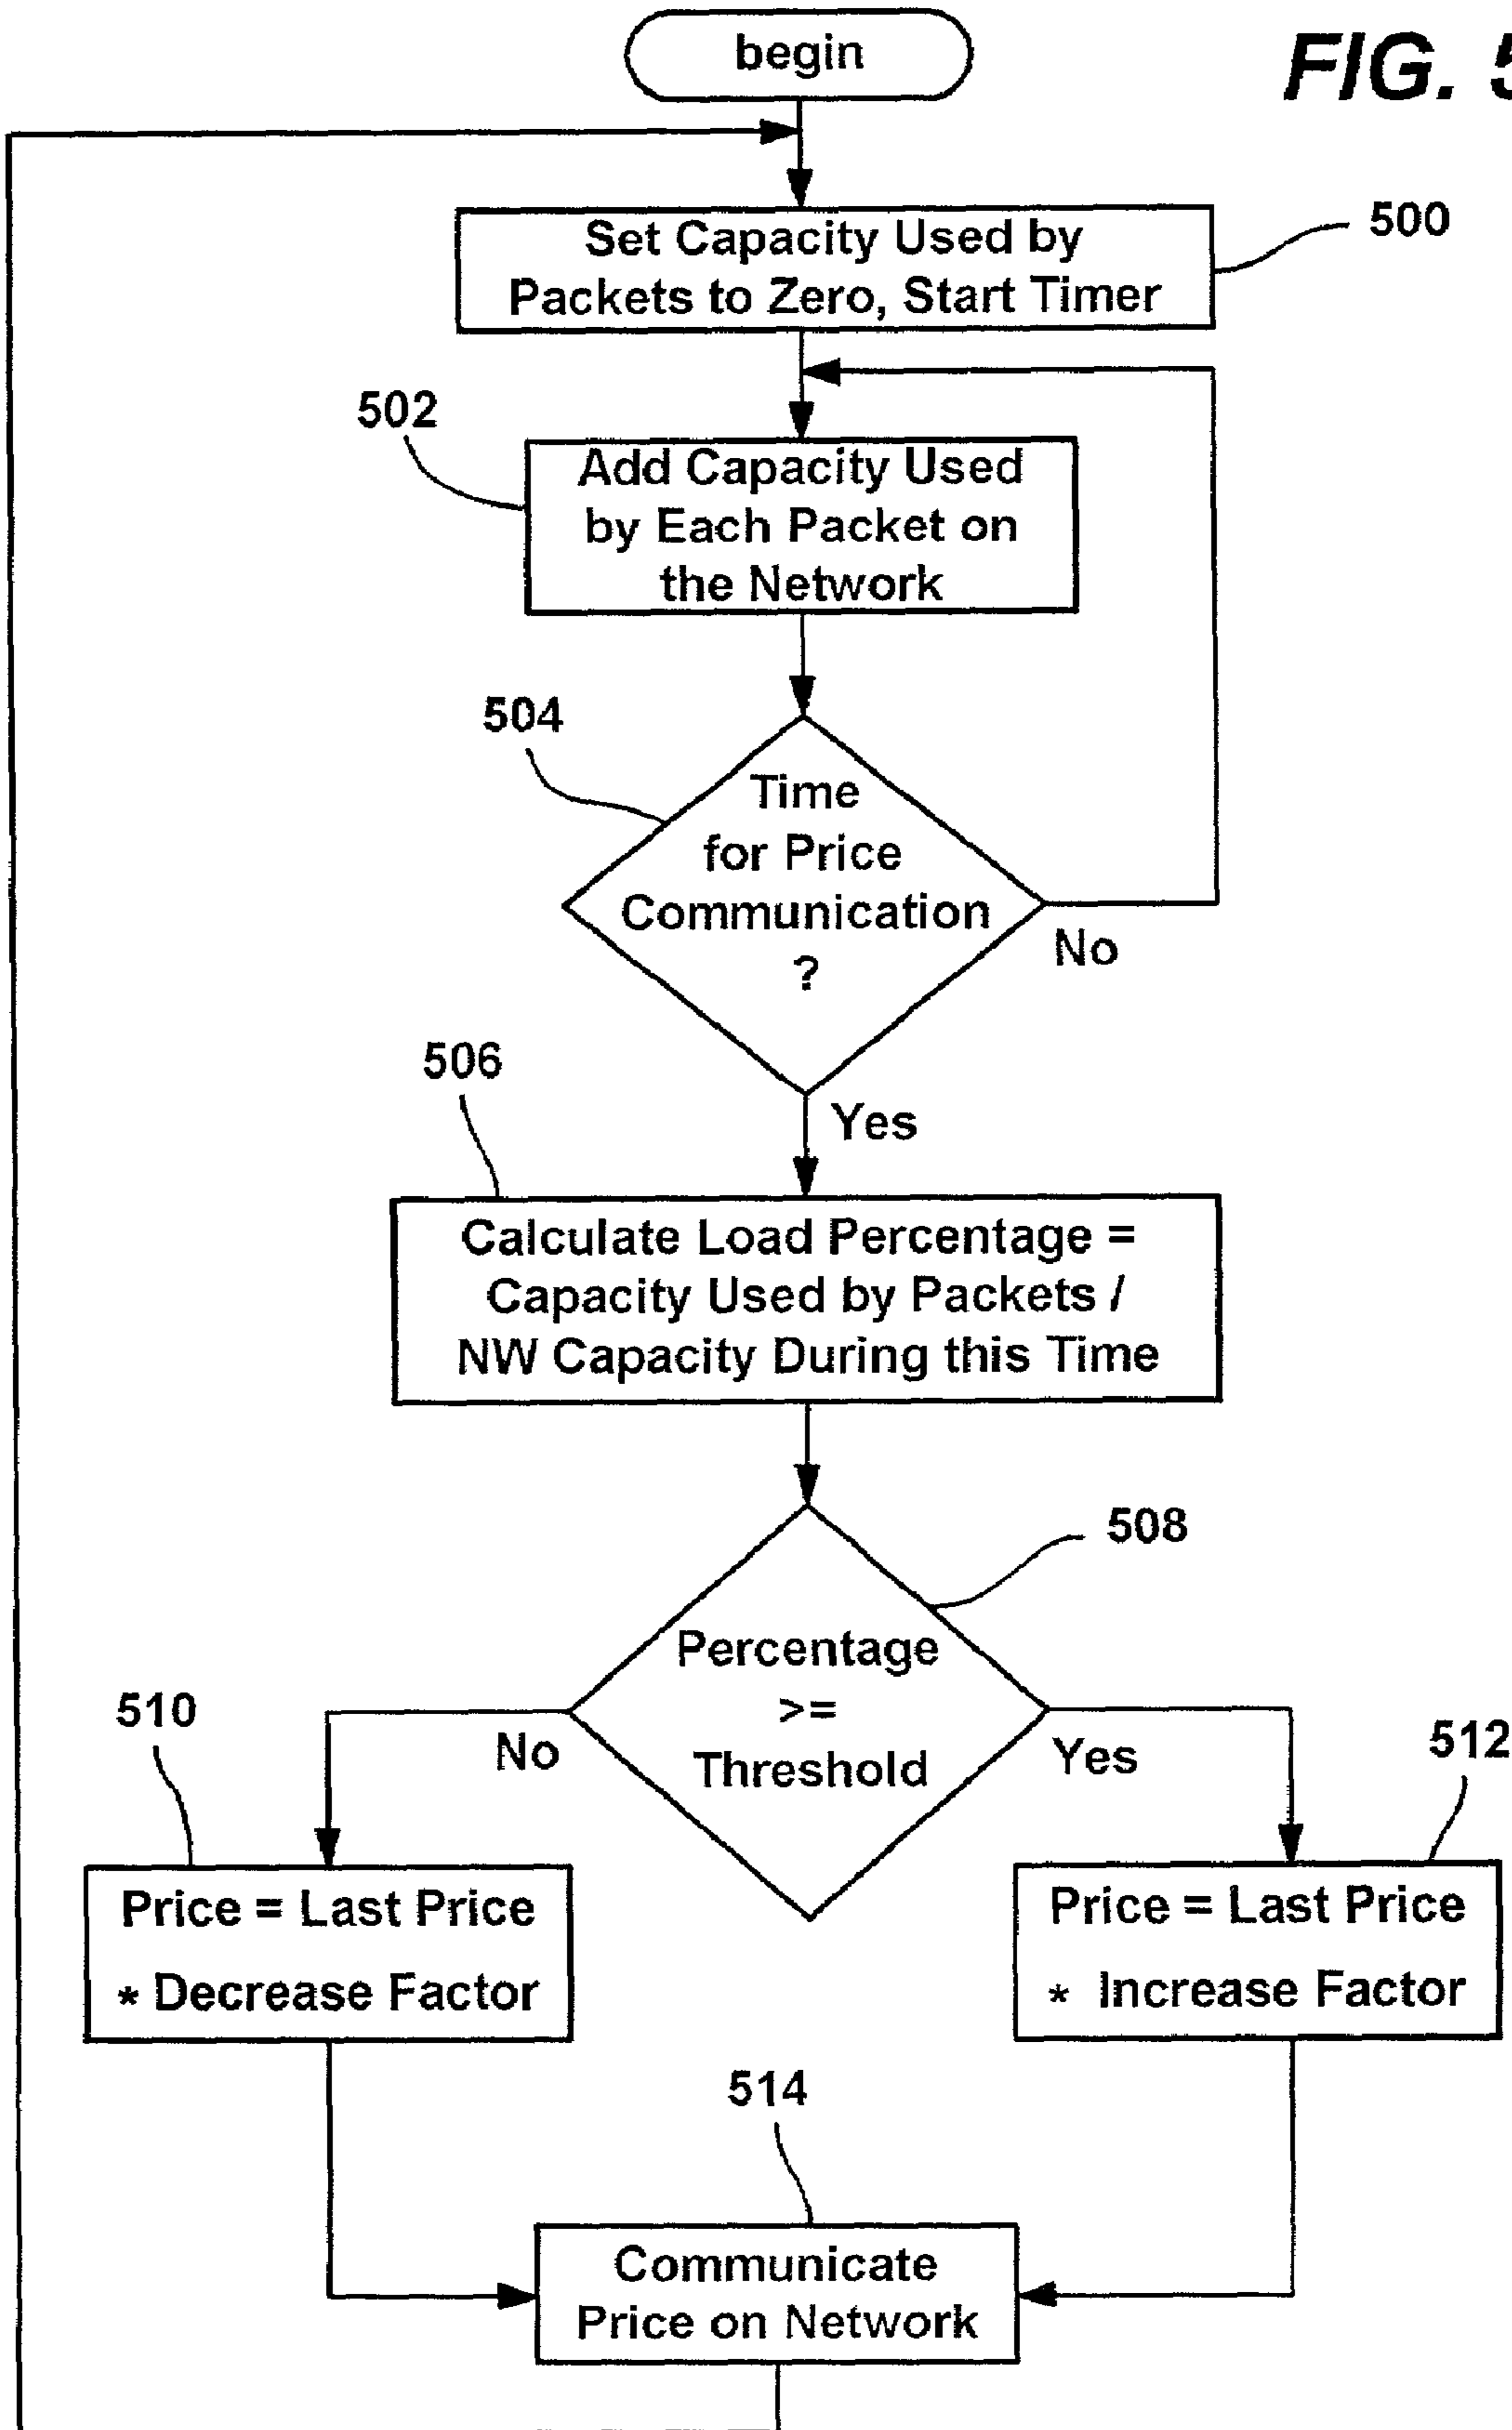 begin
FIG. 5
Set Capacity Used by
Packets to Zero, Start Timer
500
502
Add Capacity Used
by Each Packet on
the Network
504
Time
for Price
Communication
?
No
Yes
506
Calculate Load Percentage =
Capacity Used by Packets /
NW Capacity During this Time
508
Percentage
>=
Threshold
No
Yes
510
Price = Last Price
* Decrease Factor
512
Price = Last Price
* Increase Factor
514
Communicate
Price on Network